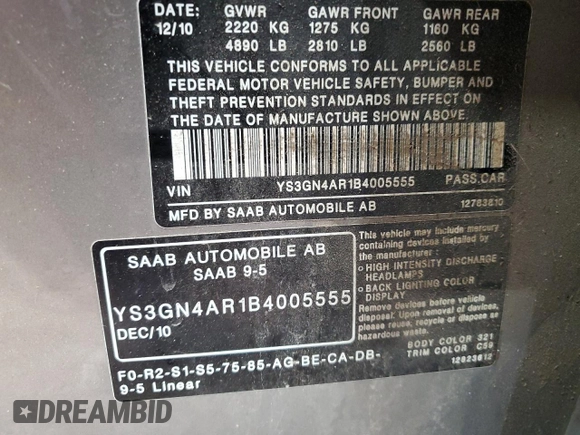 DATE: GVWR GAWR FRONT GAWR REAR
12/10 2220 KG 1275 KG 1160 KG
4890 LB 2810 LB 2560 LB
THIS VEHICLE CONFORMS TO ALL APPLICABLE
FEDERAL MOTOR VEHICLE SAFETY, BUMPER AND
THEFT PREVENTION STANDARDS IN EFFECT ON
THE DATE OF MANUFACTURE SHOWN ABOVE.
VIN YS3GN4AR1B4005555 PASS.CAR
MFD BY SAAB AUTOMOBILE AB 12783610
SAAB AUTOMOBILE AB
SAAB 9-5
YS3GN4AR1B4005555
DEC/10
F0-R2-S1-S5-75-85-AG-BE-CA-DB-
9-5 Linear
This vehicle may include mercury
containing devices installed by
the manufacturer:
o HIGH INTENSITY DISCHARGE
HEADLAMPS
o BACK LIGHTING DISPLAY
Remove devices before vehicle
disposal. Upon removal of devices
please reuse, recycle or dispose as
hazardous waste.
BODY COLOR 321
TRIM COLOR C59
12823612
DREAMBID